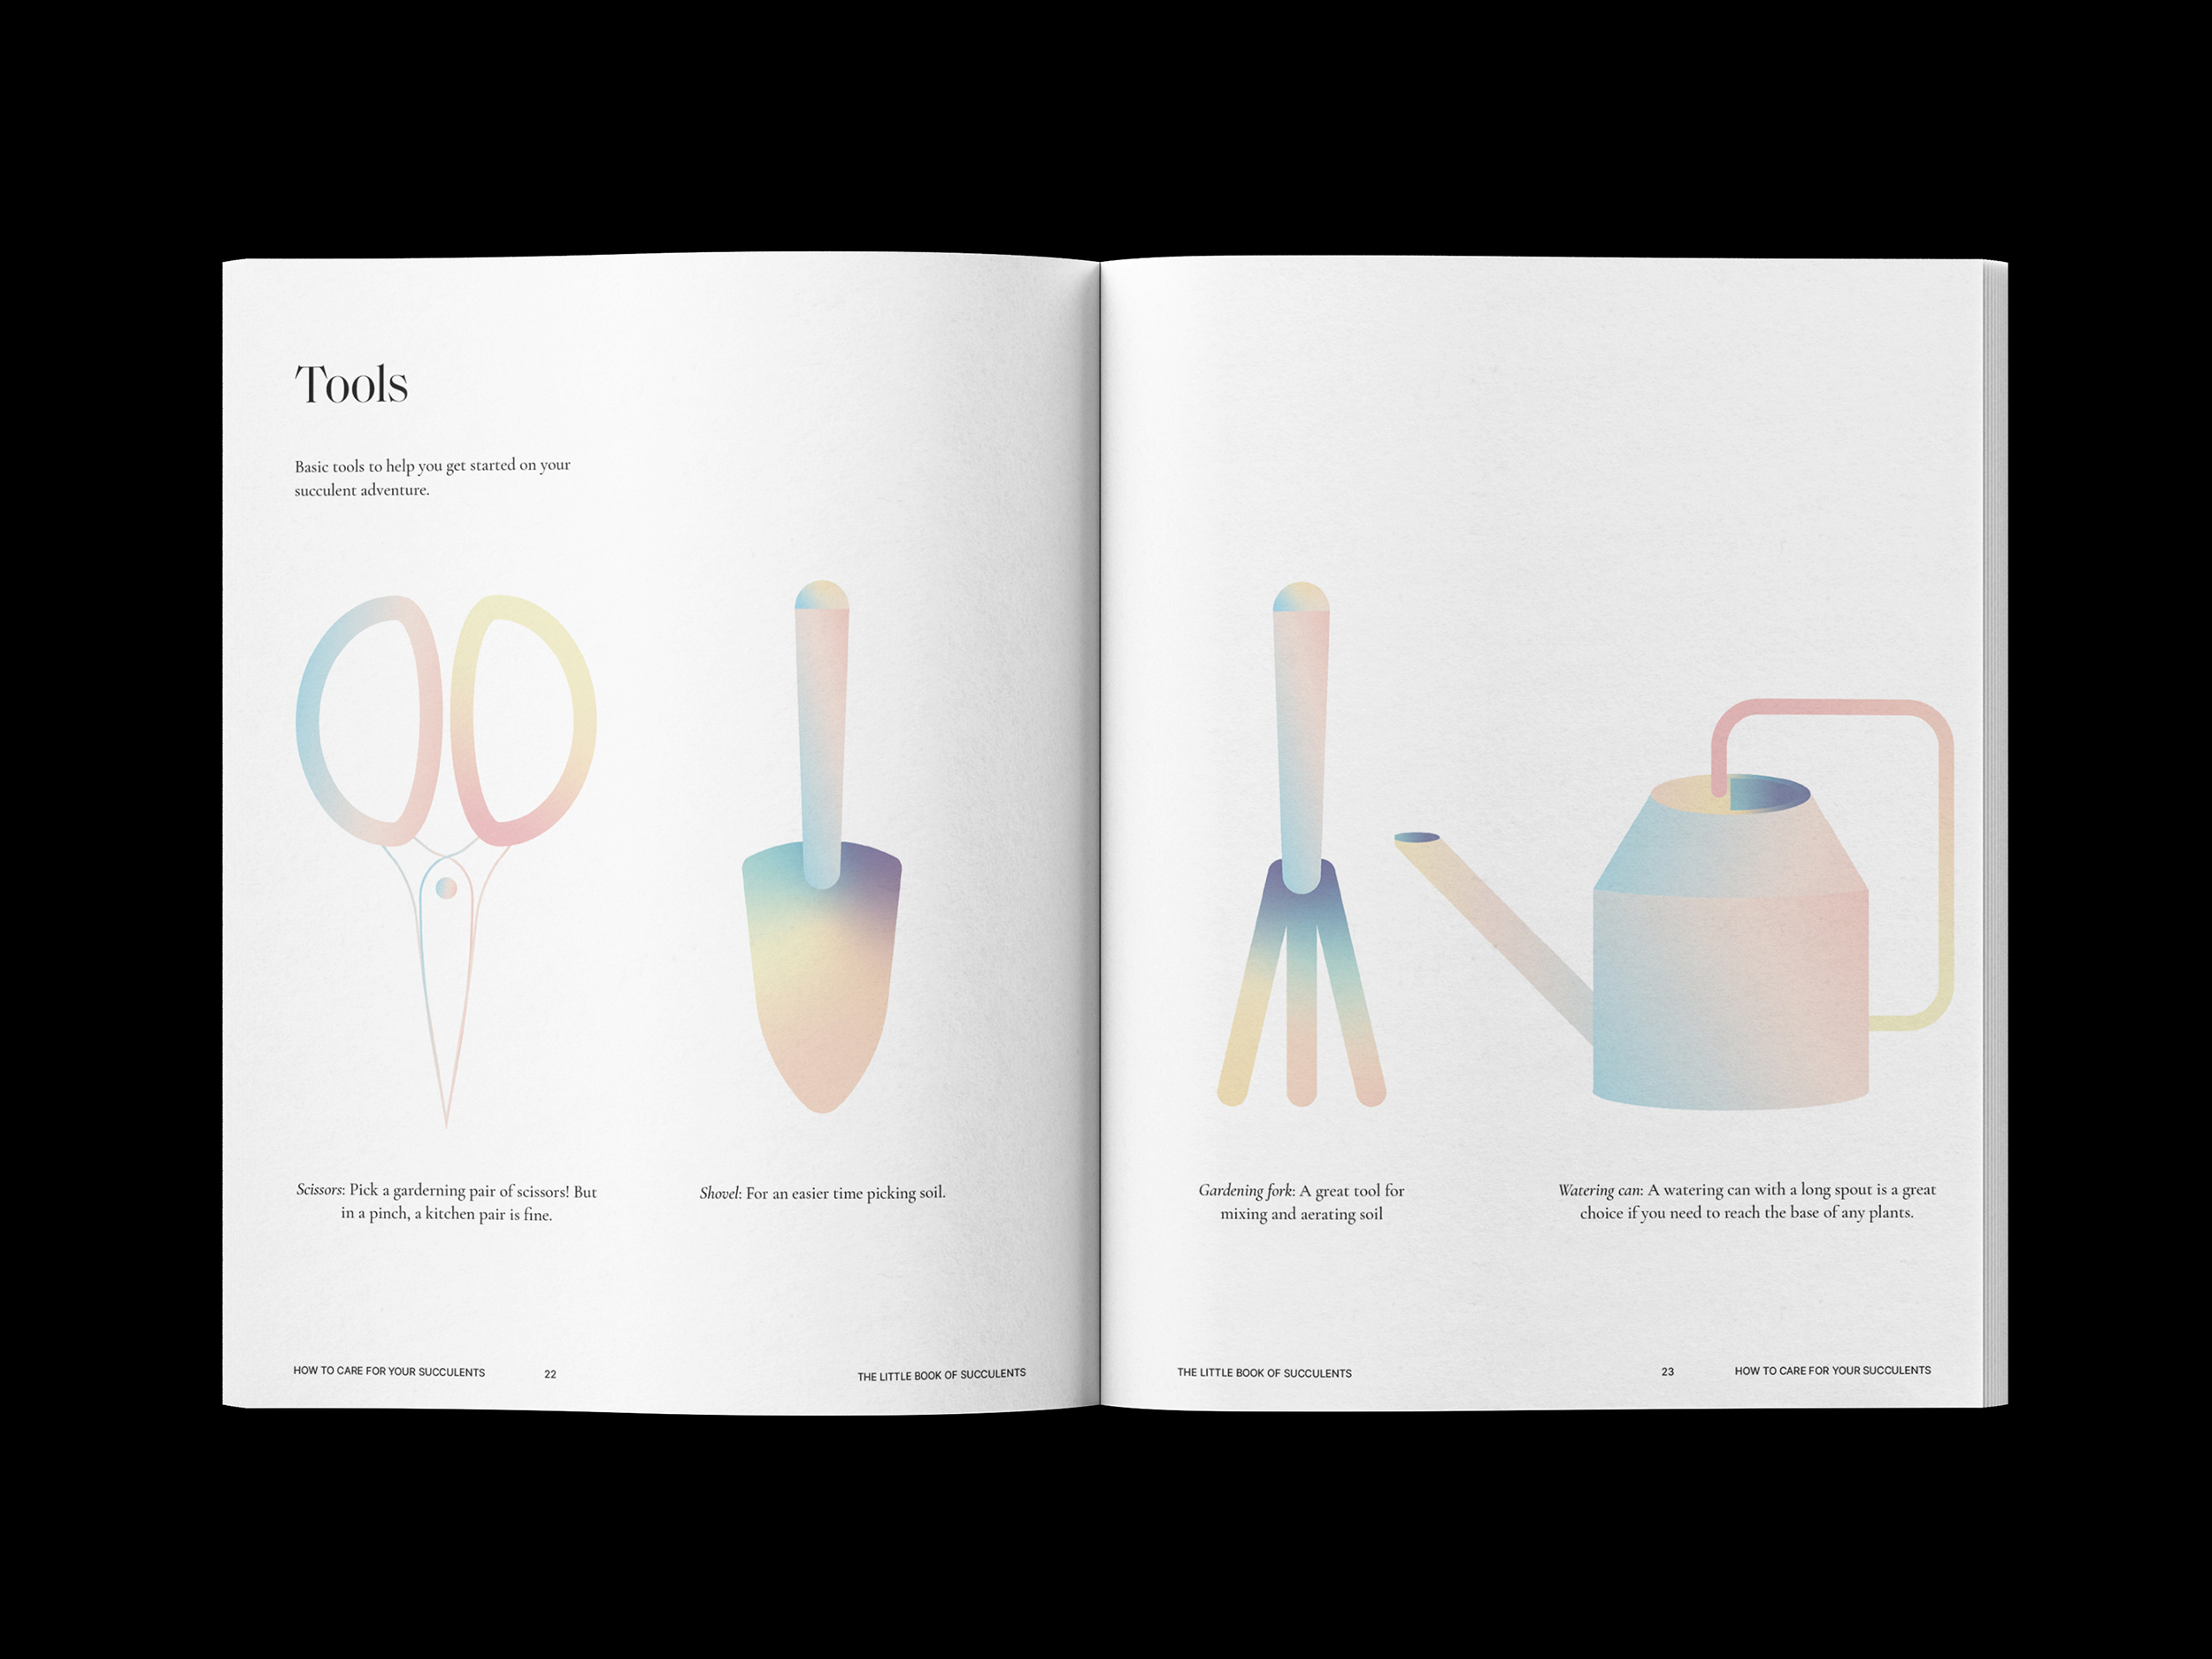 Tools
Basic tools to help you get started on your
succulent adventure.
Scissors: Pick a garderning pair of scissors! But
in a pinch, a kitchen pair is fine.
Shovel: For an easier time picking soil.
HOW TO CARE FOR YOUR SUCCULENTS
22
THE LITTLE BOOK OF SUCCULENTS
Gardening fork: A great tool for
mixing and aerating soil
Watering can: A watering can with a long spout is a great
choice if you need to reach the base of any plants.
THE LITTLE BOOK OF SUCCULENTS
23
HOW TO CARE FOR YOUR SUCCULENTS